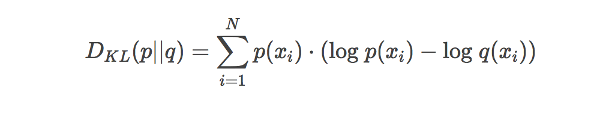 D_{KL}(p||q) = \sum_{i=1}^{N} p(x_i) \cdot (\log p(x_i) - \log q(x_i))